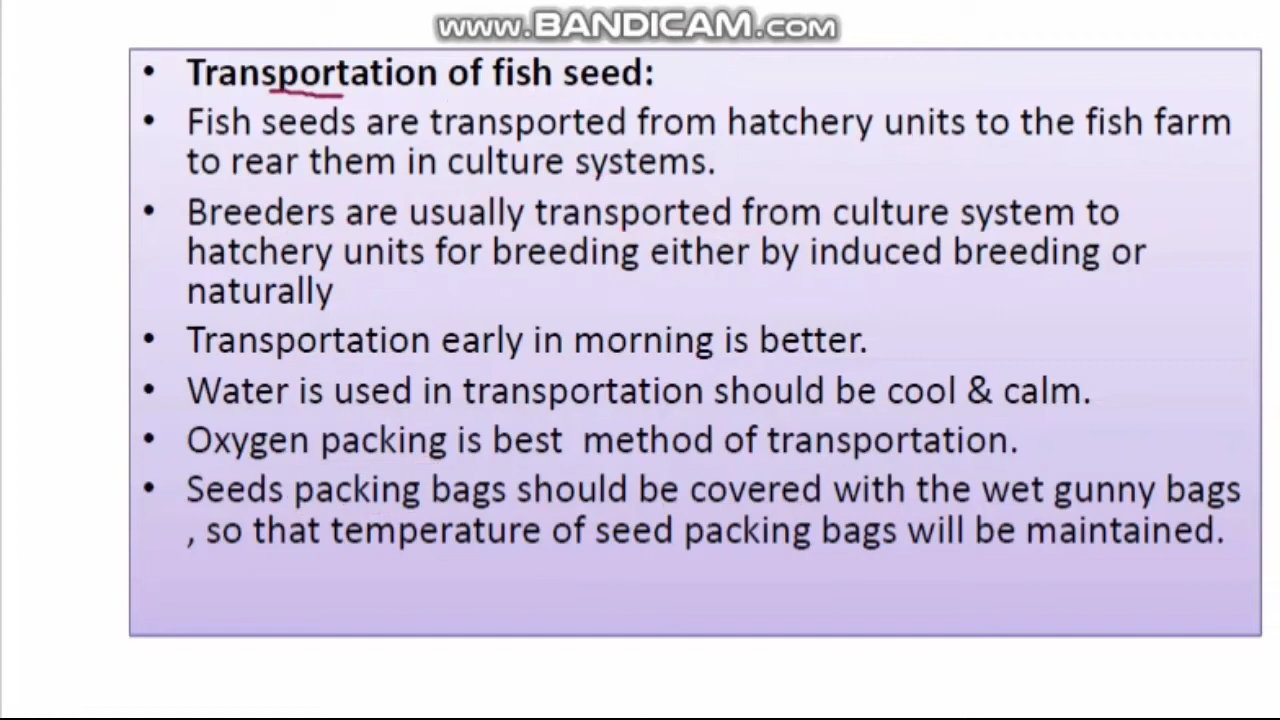 www.BANDICAM.com
• Transportation of fish seed:
• Fish seeds are transported from hatchery units to the fish farm
to rear them in culture systems.
• Breeders are usually transported from culture system to
hatchery units for breeding either by induced breeding or
naturally
• Transportation early in morning is better.
• Water is used in transportation should be cool & calm.
• Oxygen packing is best  method of transportation.
• Seeds packing bags should be covered with the wet gunny bags
, so that temperature of seed packing bags will be maintained.